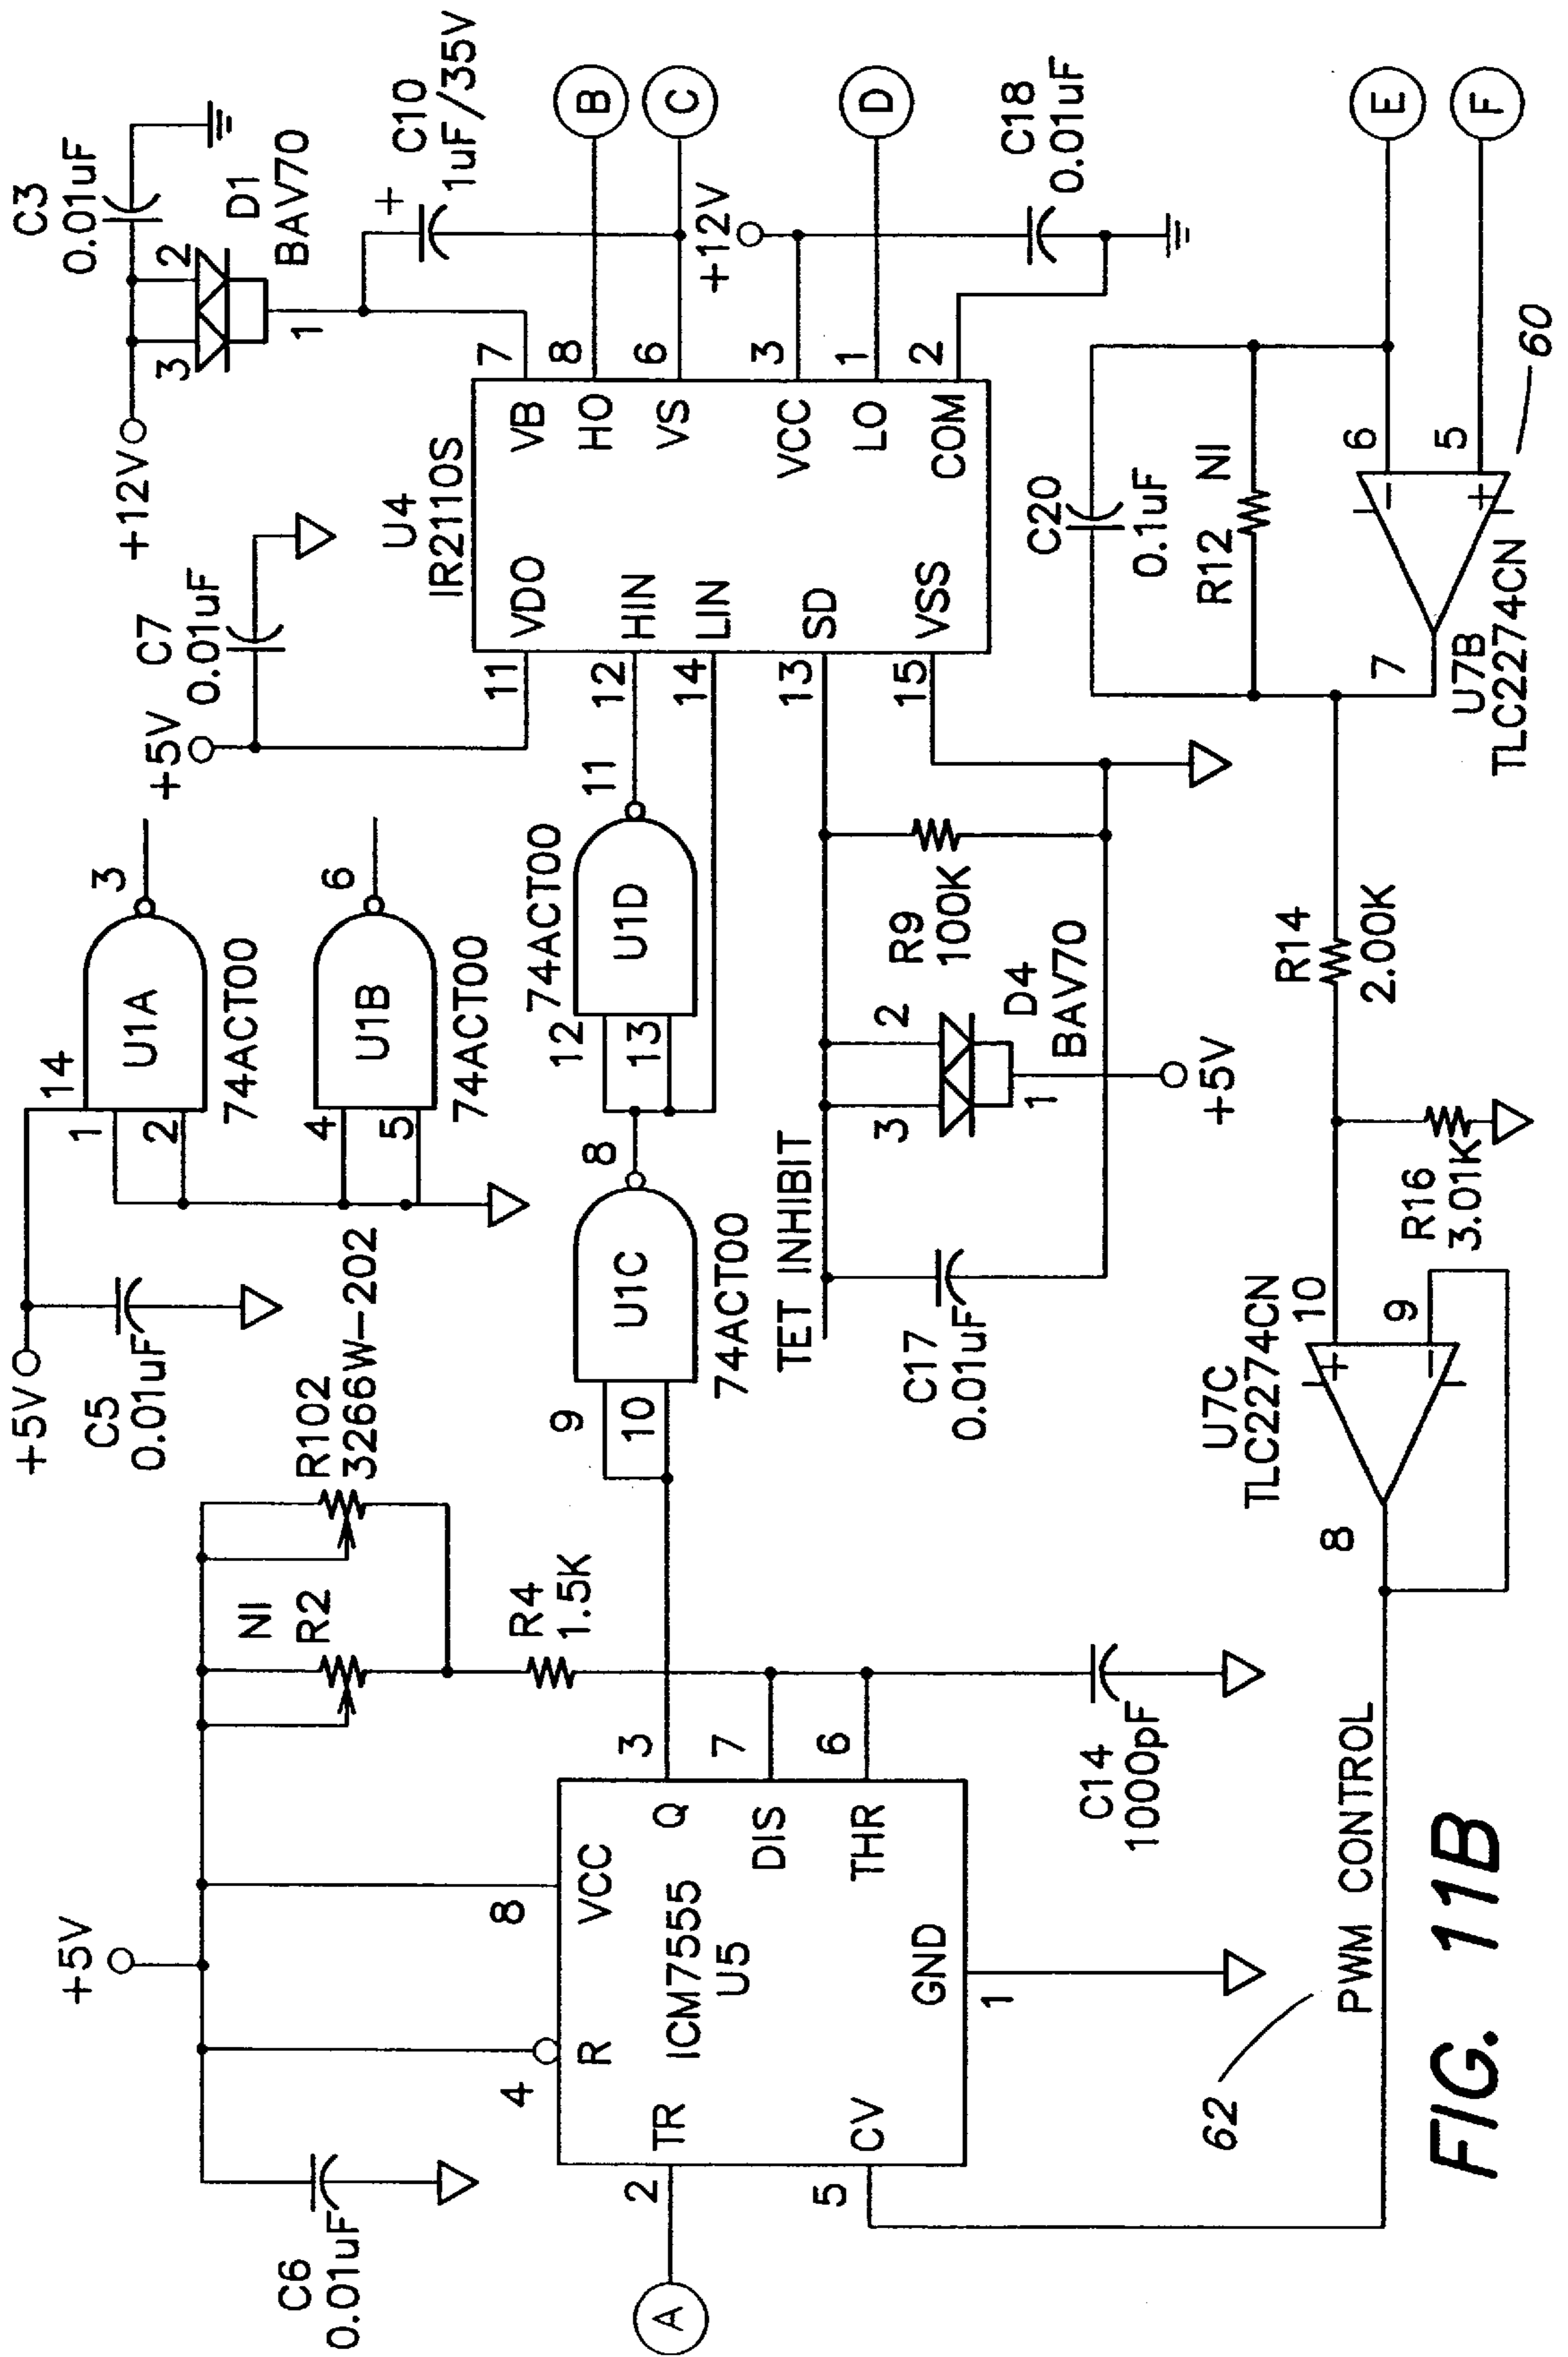 +5V
C6
0.01uF
A
2
TR
4
R
8
VCC
ICM7555
U5
Q
3
DIS
7
THR
6
CV
5
GND
1
NI
R2
R102
3266W-202
R4
1.5K
C14
1000pF
62
PWM CONTROL
+5V
C5
0.01uF
14
1
2
U1A
3
74ACT00
4
5
U1B
6
74ACT00
9
10
U1C
8
74ACT00
12
13
U1D
11
74ACT00
TET INHIBIT
C17
0.01uF
3
2
1
D4
BAV70
+5V
R9
100K
+5V
C7
0.01uF
U4
IR2110S
11
VDO
12
HIN
14
LIN
13
SD
15
VSS
VB
7
HO
8
VS
6
VCC
3
LO
1
COM
2
+12V
C3
0.01uF
3
2
1
D1
BAV70
+
C10
1uF/35V
B
C
+12V
D
C18
0.01uF
U7C
TLC2274CN
8
10
9
+
−
R16
3.01K
R14
2.00K
C20
0.1uF
R12
NI
7
U7B
TLC2274CN
6
5
−
+
60
E
F
FIG. 11B